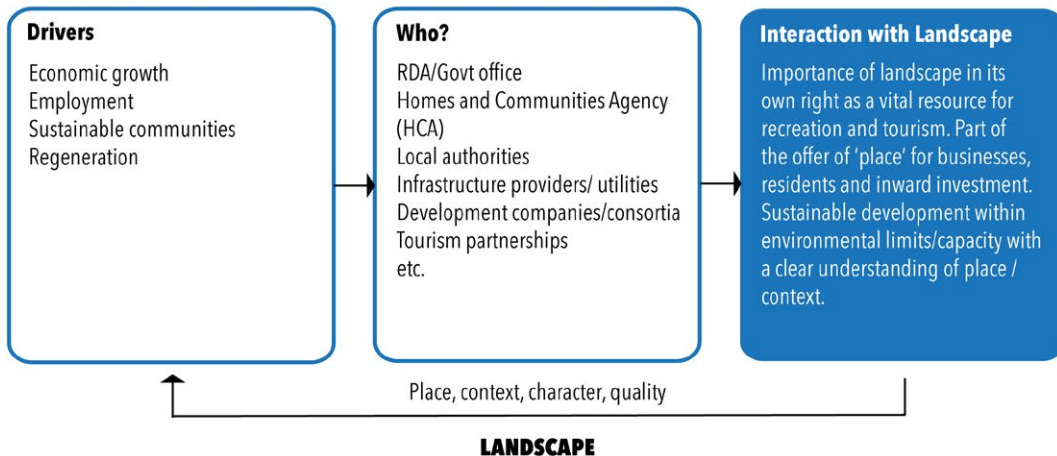 Drivers
Economic growth
Employment
Sustainable communities
Regeneration
Who?
RDA/Govt office
Homes and Communities Agency
(HCA)
Local authorities
Infrastructure providers/ utilities
Development companies/consortia
Tourism partnerships
etc.
Interaction with Landscape
Importance of landscape in its
own right as a vital resource for
recreation and tourism. Part of
the offer of ‘place’ for businesses,
residents and inward investment.
Sustainable development within
environmental limits/capacity with
a clear understanding of place /
context.
Place, context, character, quality
LANDSCAPE